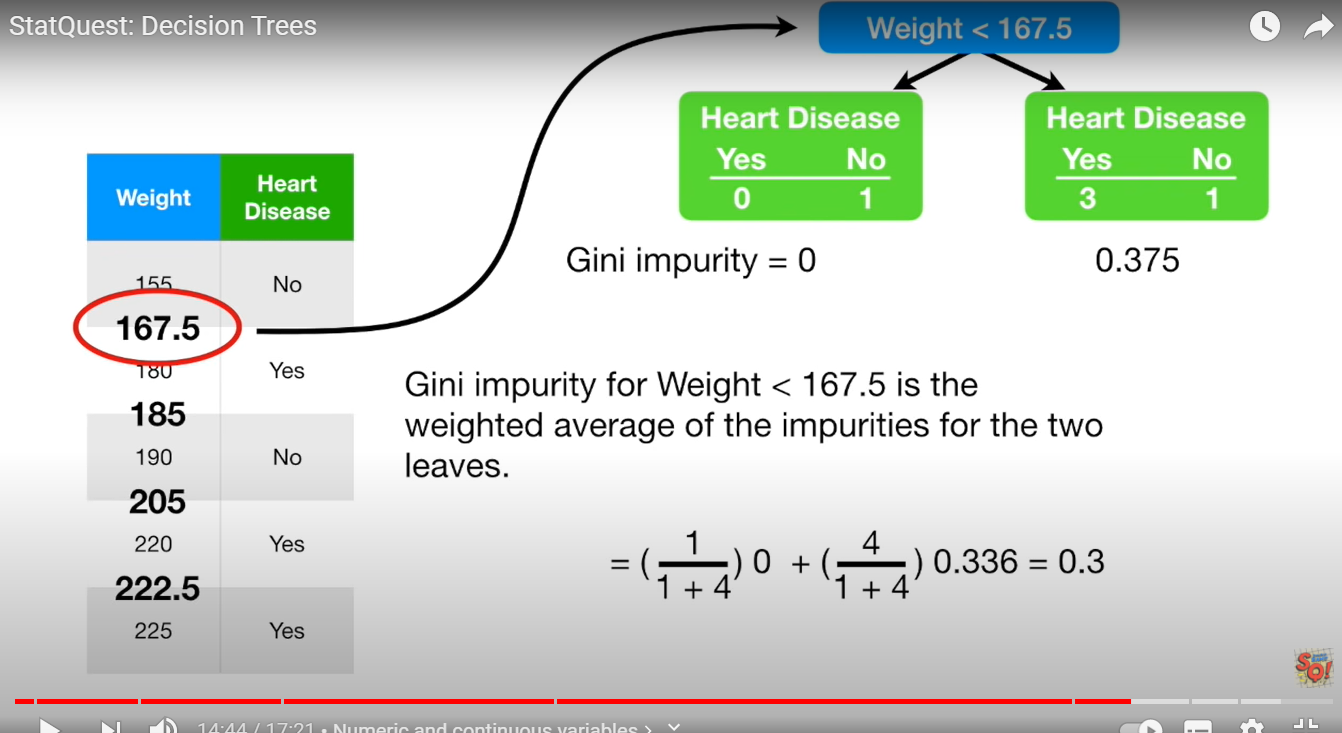 StatQuest: Decision Trees
Weight < 167.5
Heart Disease
Yes No
0 1
Heart Disease
Yes No
3 1
Gini impurity = 0
0.375
Weight
Heart
Disease
155 No
167.5
180 Yes
185
190 No
205
220 Yes
222.5
225 Yes
Gini impurity for Weight < 167.5 is the
weighted average of the impurities for the two
leaves.
= ( 1 / 1 + 4 ) 0 + ( 4 / 1 + 4 ) 0.336 = 0.3
SQ!
14:44 / 17:21 • Numeric and continuous variables >